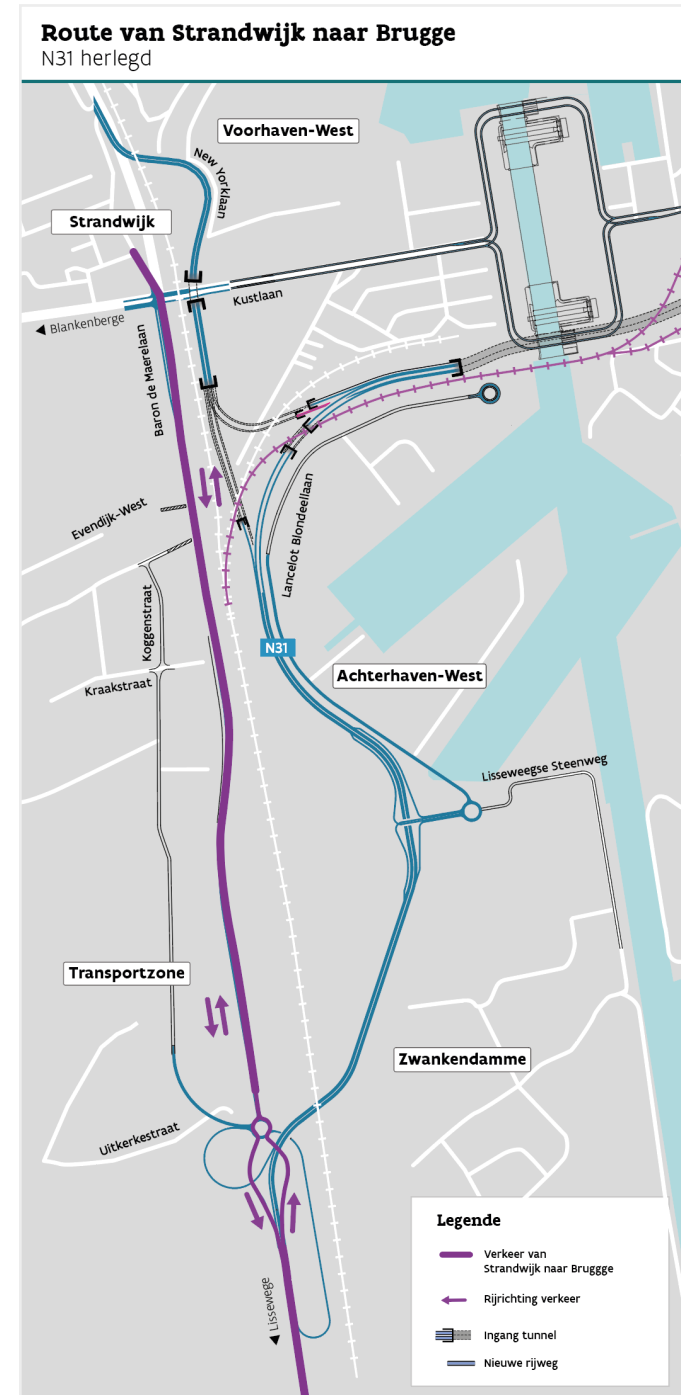 Route van Strandwijk naar Brugge
N31 herlegd
Voorhaven-West
New Yorklaan
Strandwijk
Kustlaan
◀ Blankenberge
Baron de Maerelaan
Evendijk-West
Lancelot Blondeellaan
Koggenstraat
N31
Kraakstraat
Achterhaven-West
Lisseweegse Steenweg
Transportzone
Zwankendamme
Uitkerkestraat
◀ Lissewege
Legende
Verkeer van
Strandwijk naar Bruggge
Rijrichting verkeer
Ingang tunnel
Nieuwe rijweg